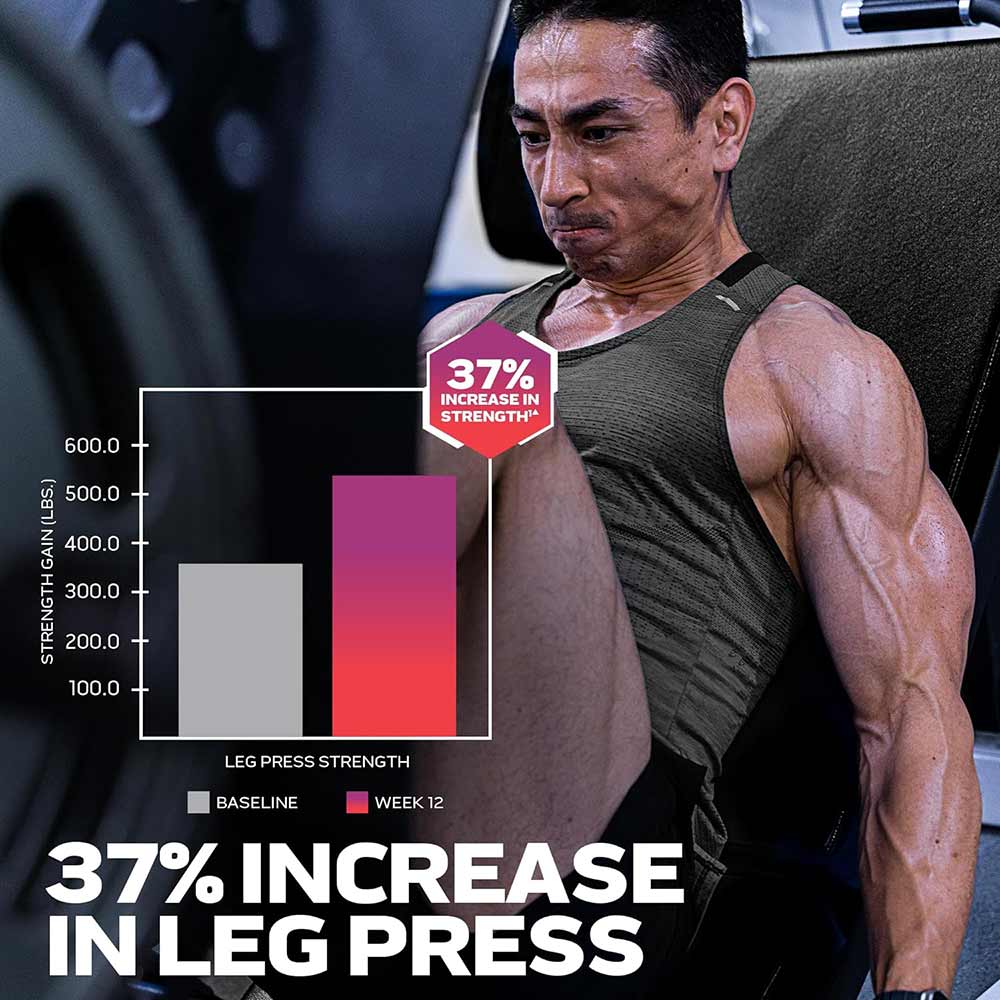 37%
INCREASE IN
STRENGTH¹▲
600.0
500.0
400.0
300.0
200.0
100.0
STRENGTH GAIN (LBS.)
LEG PRESS STRENGTH
BASELINE
WEEK 12
37% INCREASE
IN LEG PRESS